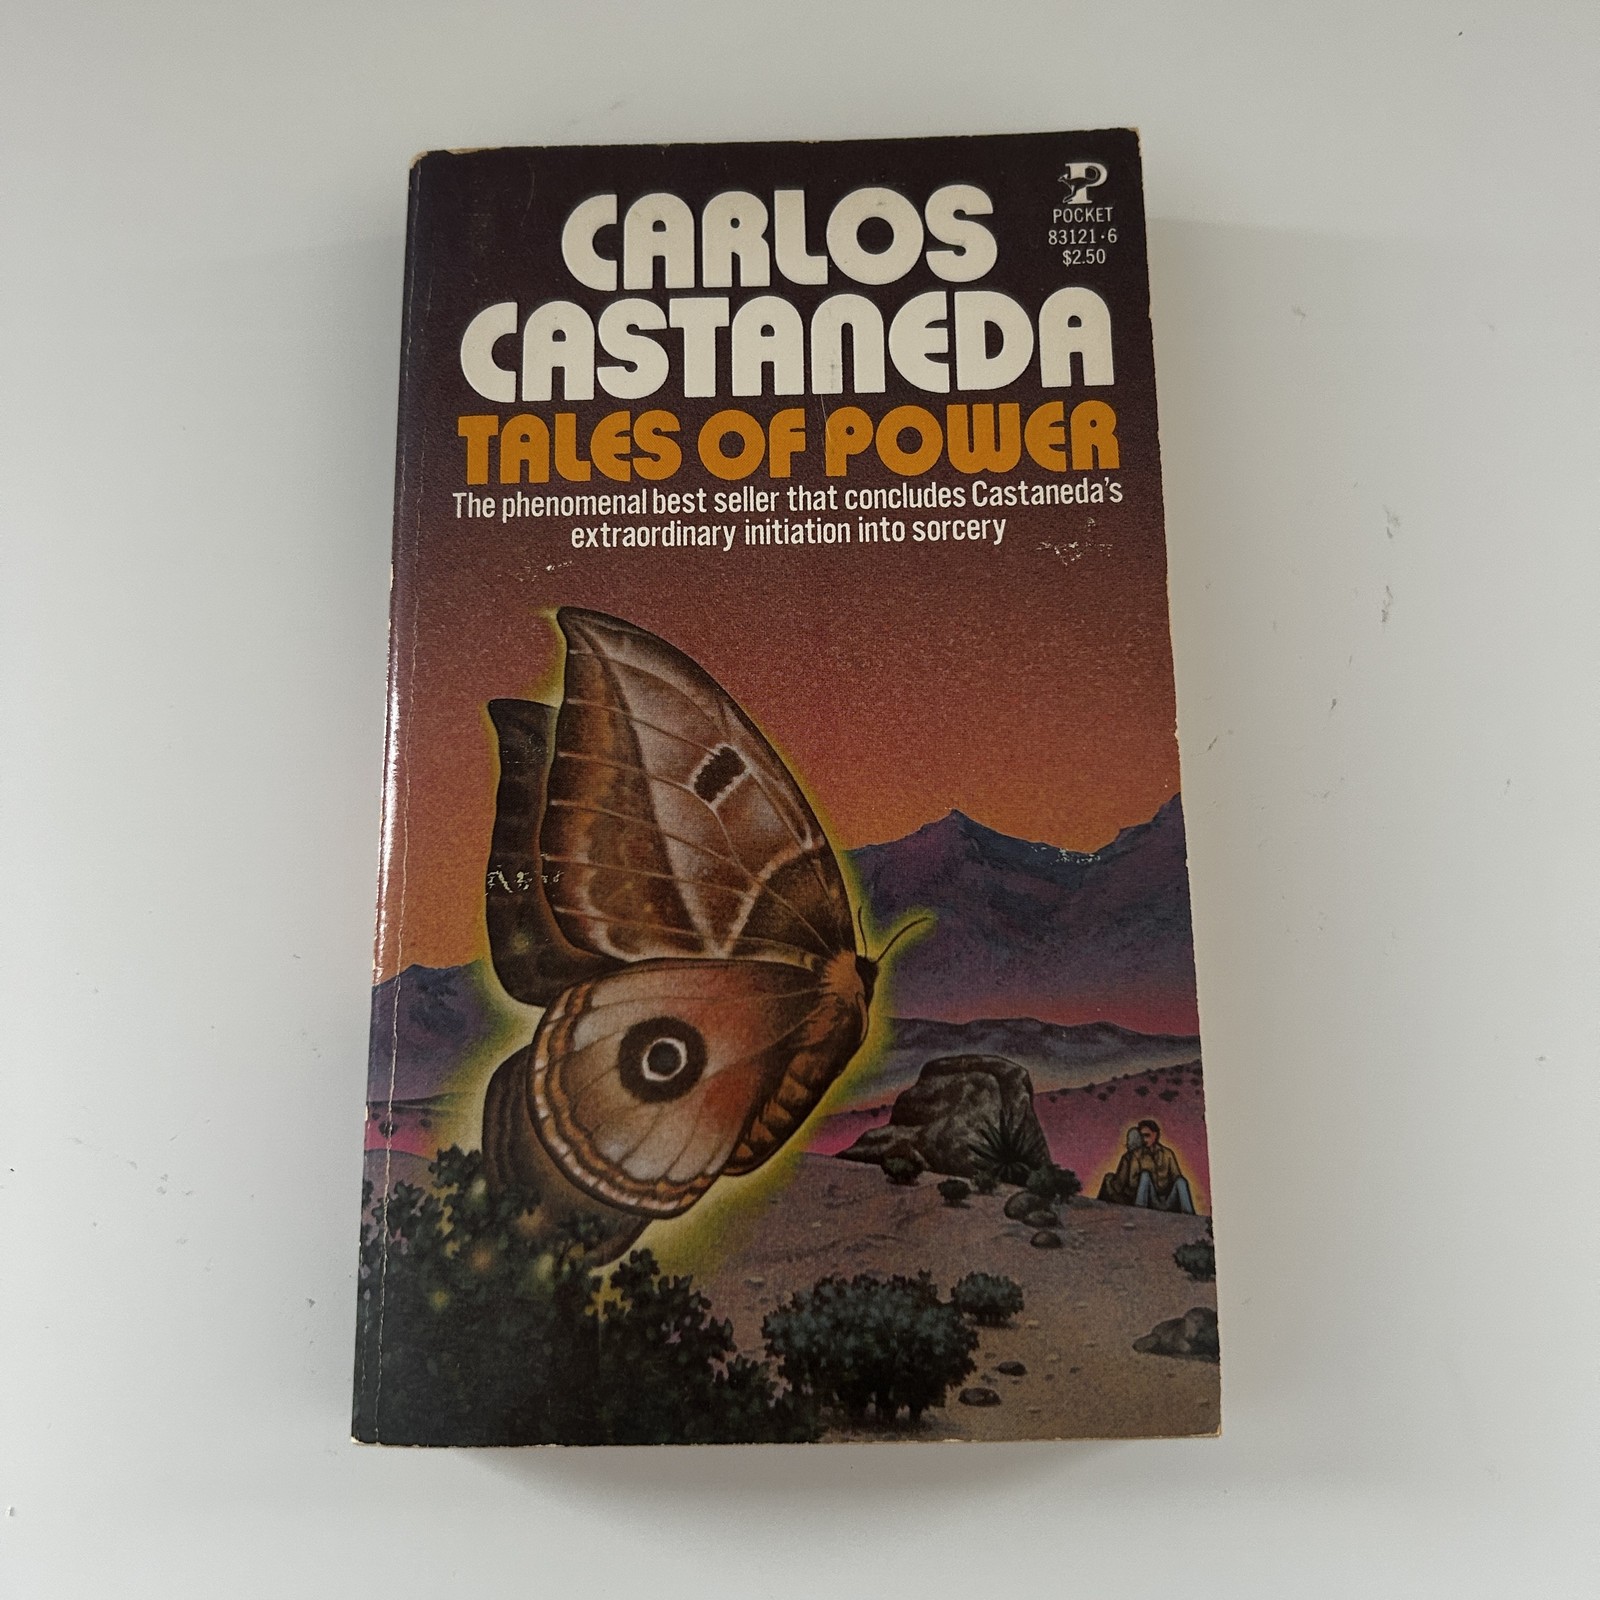 CARLOS
CASTANEDA
TALES OF POWER
The phenomenal best seller that concludes Castaneda's
extraordinary initiation into sorcery
P
POCKET
83121·6
$2.50